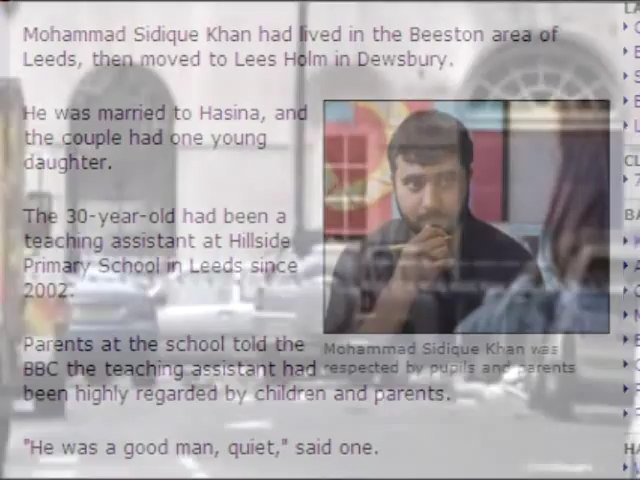 Mohammad Sidique Khan had lived in the Beeston area of
Leeds, then moved to Lees Holm in Dewsbury.
He was married to Hasina, and
the couple had one young
daughter.
The 30-year-old had been a
teaching assistant at Hillside
Primary School in Leeds since
2002.
Parents at the school told the
BBC the teaching assistant had
been highly regarded by children and parents.
"He was a good man, quiet," said one.
Mohammad Sidique Khan was
respected by pupils and parents